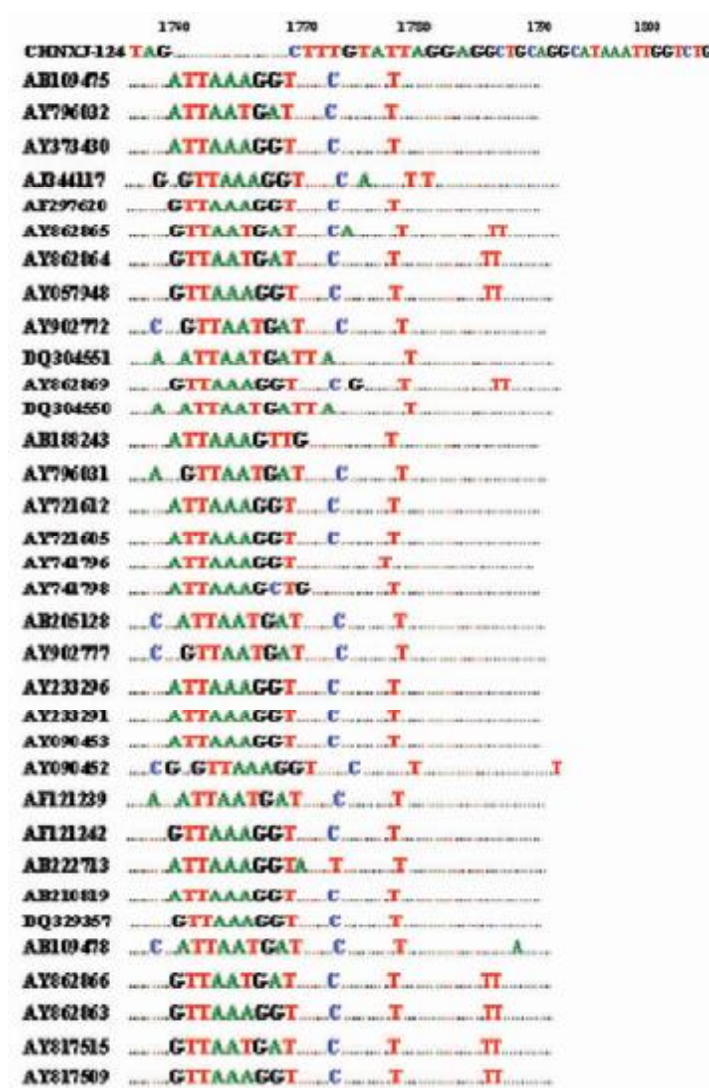 1740 1770 1780 1790 1800
CHNXJ-124 TAG....................CTTTGTATTAGGAGGCTGCAGGCATAAATTGGTCTG
AB109475 ........ATTAAAGGT......C..........T............................
AY796032 ........ATTAATGAT......C..........T............................
AY373430 ........ATTAAAGGT......C..........T............................
AJ344117 .....G..GTTAAAGGT....C..A.......TT............................
AF297620 ........GTTAAAGGT......C..........T............................
AY862865 ........GTTAATGAT......CA........T................TT..........
AY862864 ........GTTAATGAT......C..........T................TT..........
AY057948 ........GTTAAAGGT......C..........T................TT..........
AY902772 ....C...GTTAATGAT......C..........T............................
DQ304551 .....A..ATTAATGATTA.............T............................
AY862869 ........GTTAAAGGT......C..G.......T................TT..........
DQ304550 .....A..ATTAATGATTA.............T............................
AB188243 ........ATTAAAGTTG.............T............................
AY796031 ....A...GTTAATGAT......C..........T............................
AY721612 ........ATTAAAGGT......C..........T............................
AY721605 ........ATTAAAGGT......C..........T............................
AY741796 ........ATTAAAGGT.................T............................
AY741798 ........ATTAAAGCTG................T............................
AB205128 ....C...ATTAATGAT......C..........T............................
AY902777 ....C...GTTAATGAT......C..........T............................
AY233296 ........ATTAAAGGT......C..........T............................
AY233291 ........ATTAAAGGT......C..........T............................
AY090453 ........ATTAAAGGT......C..........T............................
AY090452 ....CG..GTTAAAGGT......C..........T........................T
AF121239 ....A...ATTAATGAT......C..........T............................
AF121242 ........GTTAAAGGT......C..........T............................
AB222713 ........ATTAAAGGTA.....T..........T............................
AB210819 ........ATTAAAGGT......C..........T............................
DQ329357 ........GTTAAAGGT......C..........T............................
AB109478 ....C...ATTAATGAT......C..........T..................A........
AY862866 ........GTTAATGAT......C..........T................TT..........
AY862863 ........GTTAAAGGT......C..........T................TT..........
AY817515 ........GTTAATGAT......C..........T................TT..........
AY817509 ........GTTAAAGGT......C..........T................TT..........